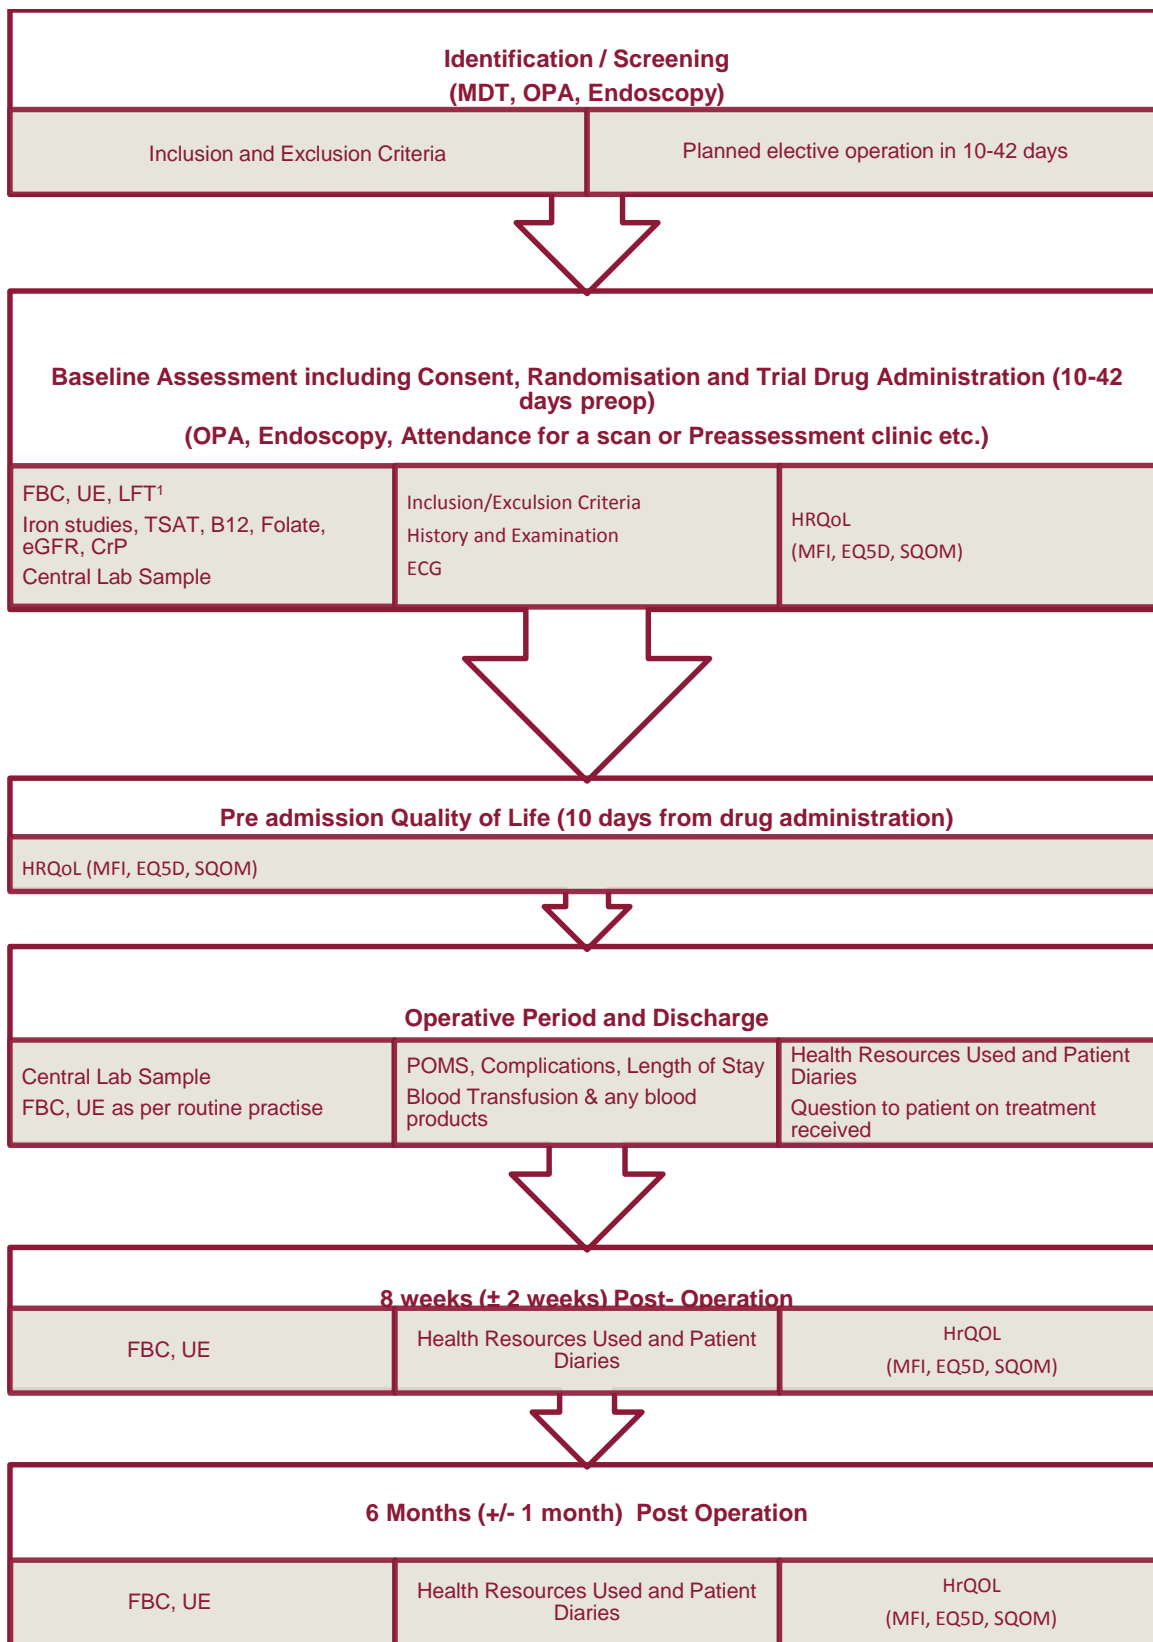 Identification / Screening
(MDT, OPA, Endoscopy)
Inclusion and Exclusion Criteria
Planned elective operation in 10-42 days
Baseline Assessment including Consent, Randomisation and Trial Drug Administration (10-42
days preop)
(OPA, Endoscopy, Attendance for a scan or Preassessment clinic etc.)
FBC, UE, LFT¹
Iron studies, TSAT, B12, Folate,
eGFR, CrP
Central Lab Sample
Inclusion/Exculsion Criteria
History and Examination
ECG
HRQoL
(MFI, EQ5D, SQOM)
Pre admission Quality of Life (10 days from drug administration)
HRQoL (MFI, EQ5D, SQOM)
Operative Period and Discharge
Central Lab Sample
FBC, UE as per routine practise
POMS, Complications, Length of Stay
Blood Transfusion & any blood
products
Health Resources Used and Patient
Diaries
Question to patient on treatment
received
8 weeks (± 2 weeks) Post- Operation
FBC, UE
Health Resources Used and Patient
Diaries
HrQOL
(MFI, EQ5D, SQOM)
6 Months (+/- 1 month) Post Operation
FBC, UE
Health Resources Used and Patient
Diaries
HrQOL
(MFI, EQ5D, SQOM)